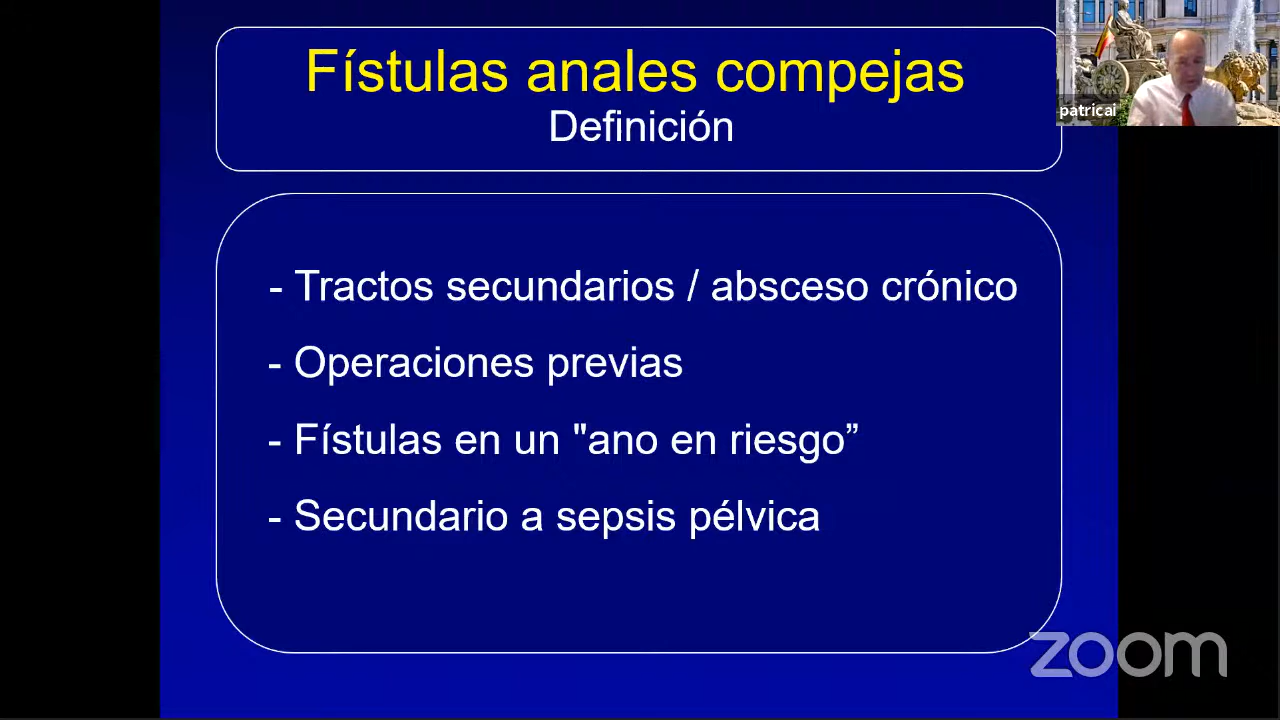 Fístulas anales compejas
Definición
patricai
- Tractos secundarios / absceso crónico
- Operaciones previas
- Fístulas en un "ano en riesgo”
- Secundario a sepsis pélvica
zoom